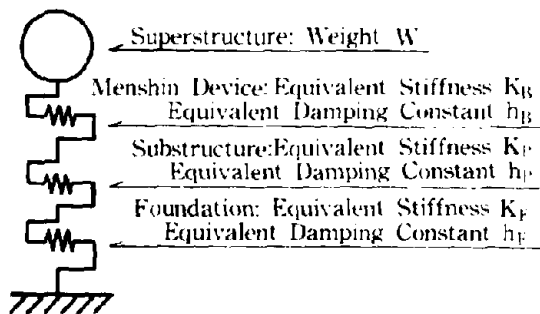 Superstructure: Weight W
Menshin Device: Equivalent Stiffness K_B
Equivalent Damping Constant h_B
Substructure: Equivalent Stiffness K_P
Equivalent Damping Constant h_P
Foundation: Equivalent Stiffness K_F
Equivalent Damping Constant h_F